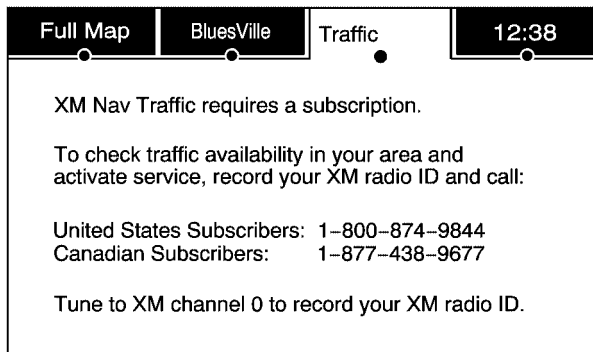 Full Map BluesVille Traffic 12:38
XM Nav Traffic requires a subscription.
To check traffic availability in your area and
activate service, record your XM radio ID and call:
United States Subscribers: 1–800–874–9844
Canadian Subscribers: 1–877–438–9677
Tune to XM channel 0 to record your XM radio ID.